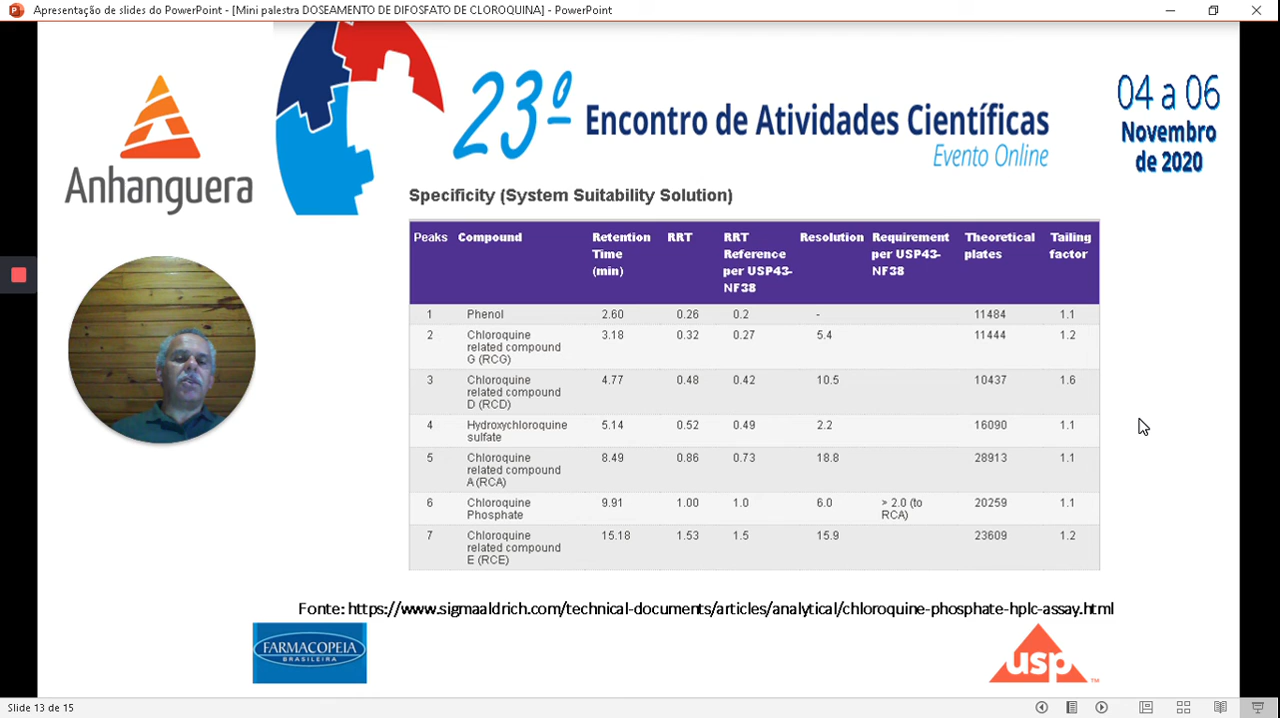 Apresentação de slides do PowerPoint - [Mini palestra DOSEAMENTO DE DIFOSFATO DE CLOROQUINA] - PowerPoint
Anhanguera
23º Encontro de Atividades Científicas
Evento Online
04 a 06
Novembro
de 2020
Specificity (System Suitability Solution)
Peaks Compound Retention Time (min) RRT RRT Reference per USP43-NF38 Resolution Requirement per USP43-NF38 Theoretical plates Tailing factor
1 Phenol 2.60 0.26 0.2 - 11484 1.1
2 Chloroquine related compound G (RCG) 3.18 0.32 0.27 5.4 11444 1.2
3 Chloroquine related compound D (RCD) 4.77 0.48 0.42 10.5 10437 1.6
4 Hydroxychloroquine sulfate 5.14 0.52 0.49 2.2 16090 1.1
5 Chloroquine related compound A (RCA) 8.49 0.86 0.73 18.8 28913 1.1
6 Chloroquine Phosphate 9.91 1.00 1.0 6.0 > 2.0 (to RCA) 20259 1.1
7 Chloroquine related compound E (RCE) 15.18 1.53 1.5 15.9 23609 1.2
Fonte: https://www.sigmaaldrich.com/technical-documents/articles/analytical/chloroquine-phosphate-hplc-assay.html
FARMACOPEIA
BRASILEIRA
usp
TM
Slide 13 de 15